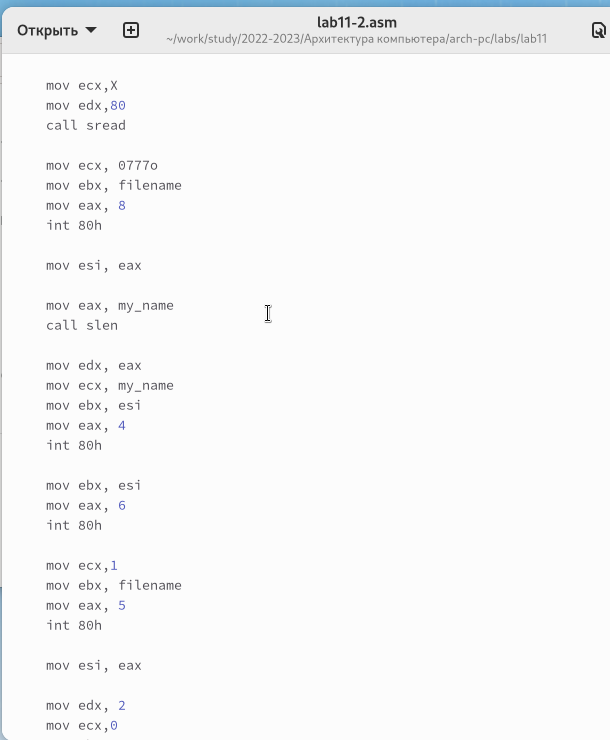 Открыть
lab11-2.asm
~/work/study/2022-2023/Архитектура компьютера/arch-pc/labs/lab11
mov ecx,X
mov edx,80
call sread
mov ecx, 0777o
mov ebx, filename
mov eax, 8
int 80h
mov esi, eax
mov eax, my_name
call slen
mov edx, eax
mov ecx, my_name
mov ebx, esi
mov eax, 4
int 80h
mov ebx, esi
mov eax, 6
int 80h
mov ecx,1
mov ebx, filename
mov eax, 5
int 80h
mov esi, eax
mov edx, 2
mov ecx,0